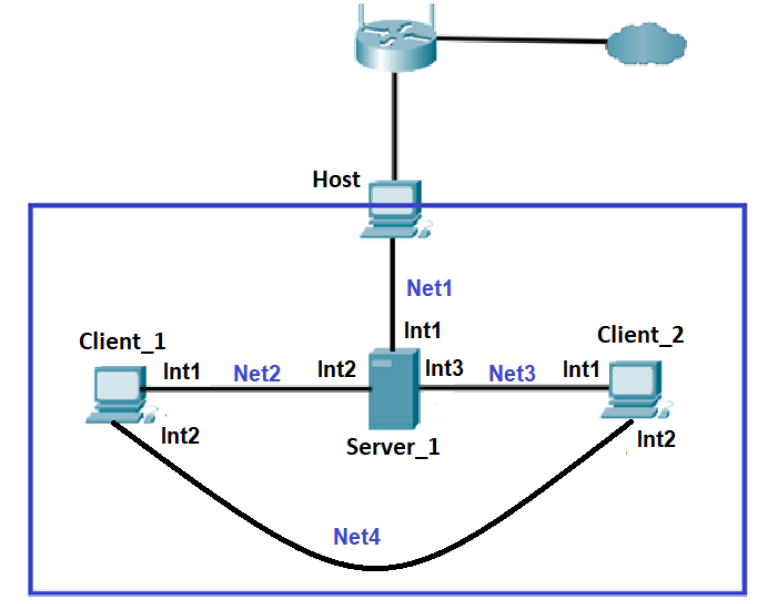 Host
Net1
Int1
Client_1
Client_2
Int1
Net2
Int2
Int3
Net3
Int1
Int2
Server_1
Int2
Net4